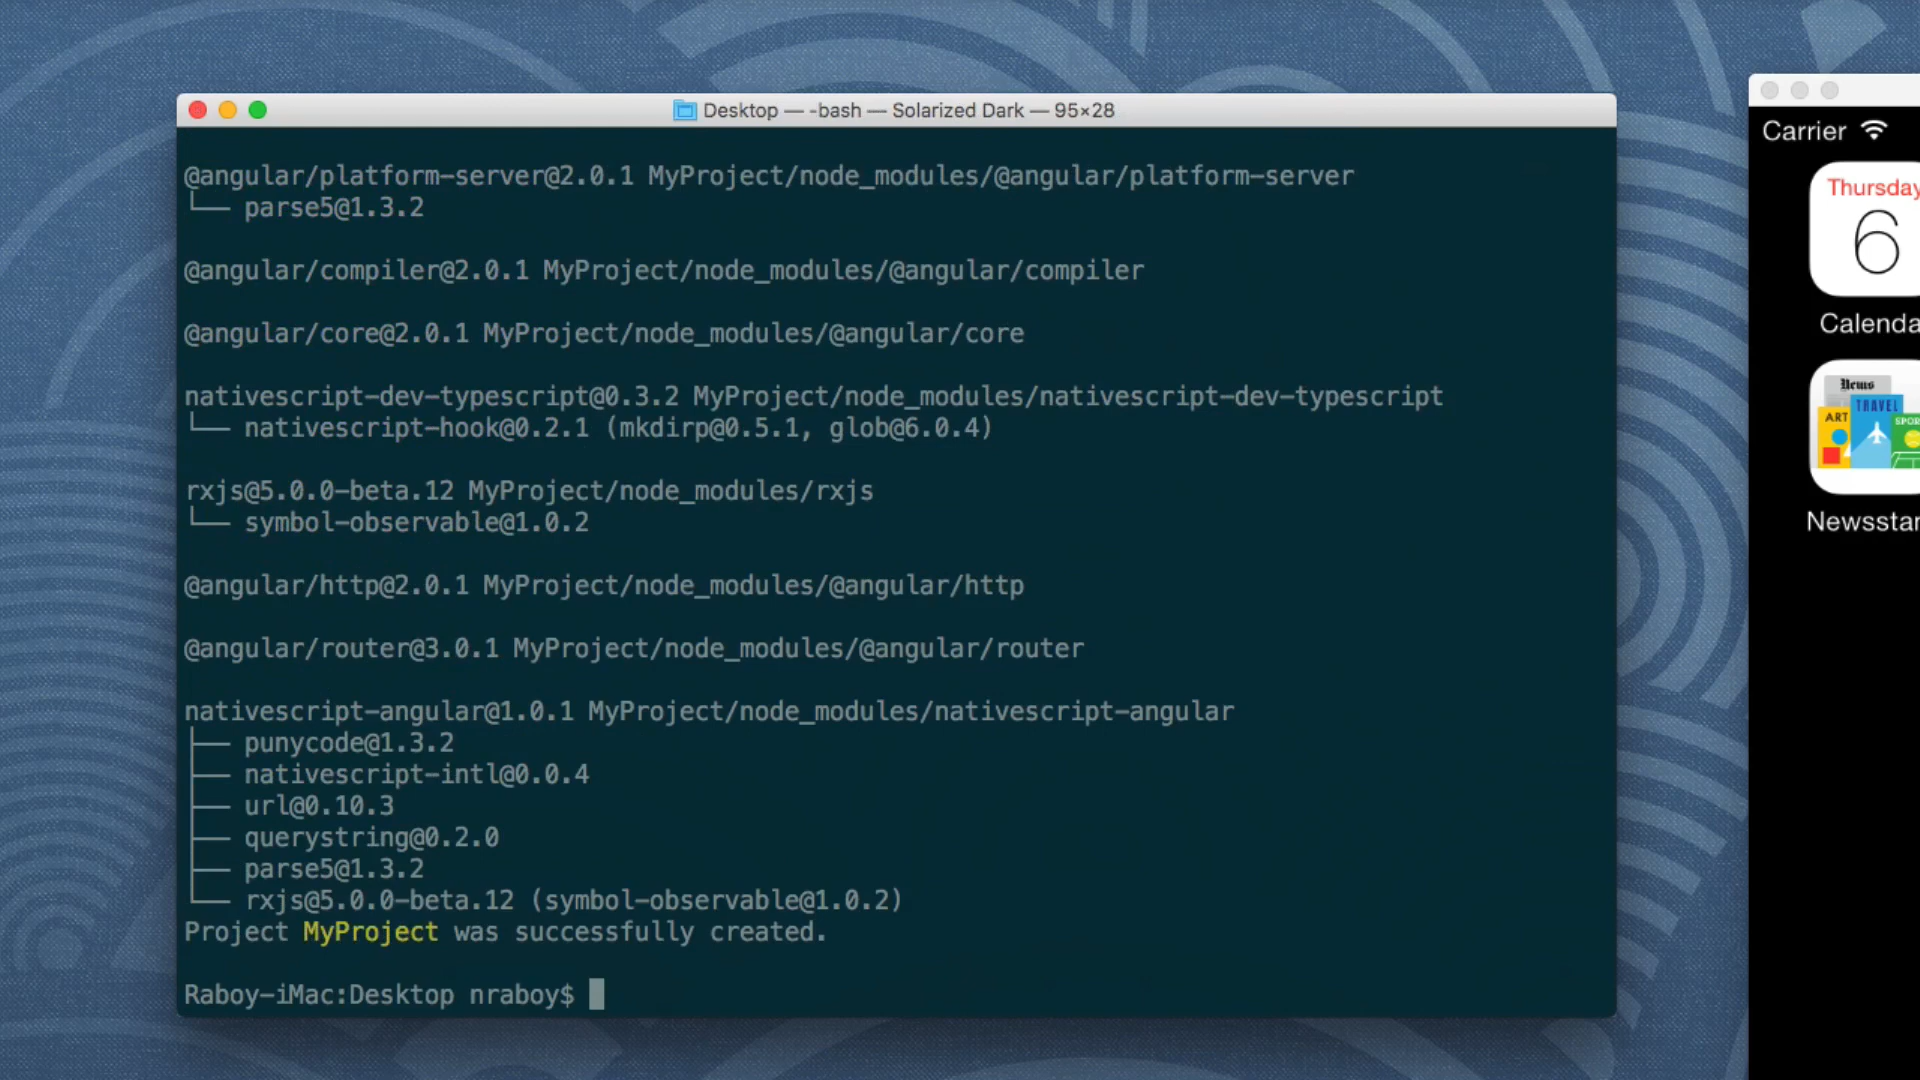 Desktop — -bash — Solarized Dark — 95×28
@angular/platform-server@2.0.1 MyProject/node_modules/@angular/platform-server
└── parse5@1.3.2
@angular/compiler@2.0.1 MyProject/node_modules/@angular/compiler
@angular/core@2.0.1 MyProject/node_modules/@angular/core
nativescript-dev-typescript@0.3.2 MyProject/node_modules/nativescript-dev-typescript
└── nativescript-hook@0.2.1 (mkdirp@0.5.1, glob@6.0.4)
rxjs@5.0.0-beta.12 MyProject/node_modules/rxjs
└── symbol-observable@1.0.2
@angular/http@2.0.1 MyProject/node_modules/@angular/http
@angular/router@3.0.1 MyProject/node_modules/@angular/router
nativescript-angular@1.0.1 MyProject/node_modules/nativescript-angular
├── punycode@1.3.2
├── nativescript-intl@0.0.4
├── url@0.10.3
├── querystring@0.2.0
├── parse5@1.3.2
└── rxjs@5.0.0-beta.12 (symbol-observable@1.0.2)
Project MyProject was successfully created.
Raboy-iMac:Desktop nraboy$
Carrier
Thursday
6
Calenda
News
TRAVEL
ART
SPOR
Newsstan